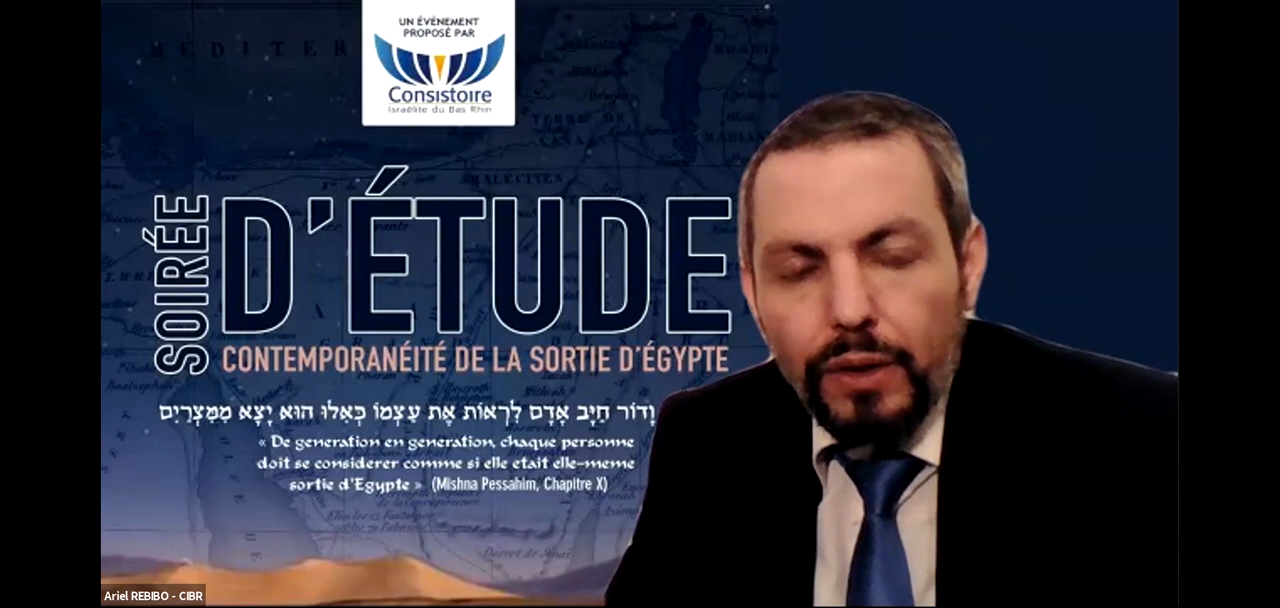 UN ÉVÉNEMENT
PROPOSÉ PAR
Consistoire
Israélite du Bas Rhin
SOIRÉE
D'ÉTUDE
CONTEMPORANÉITÉ DE LA SORTIE D'ÉGYPTE
וָדוֹר חַיָּב אָדָם לִרְאוֹת אֶת עַצְמוֹ כְּאִלּוּ הוּא יָצָא מִמִּצְרַיִם
« De generation en generation, chaque personne
doit se considerer comme si elle etait elle-meme
sortie d'Egypte » (Mishna Pessahim, Chapitre X)
Ariel REBIBO - CIBR